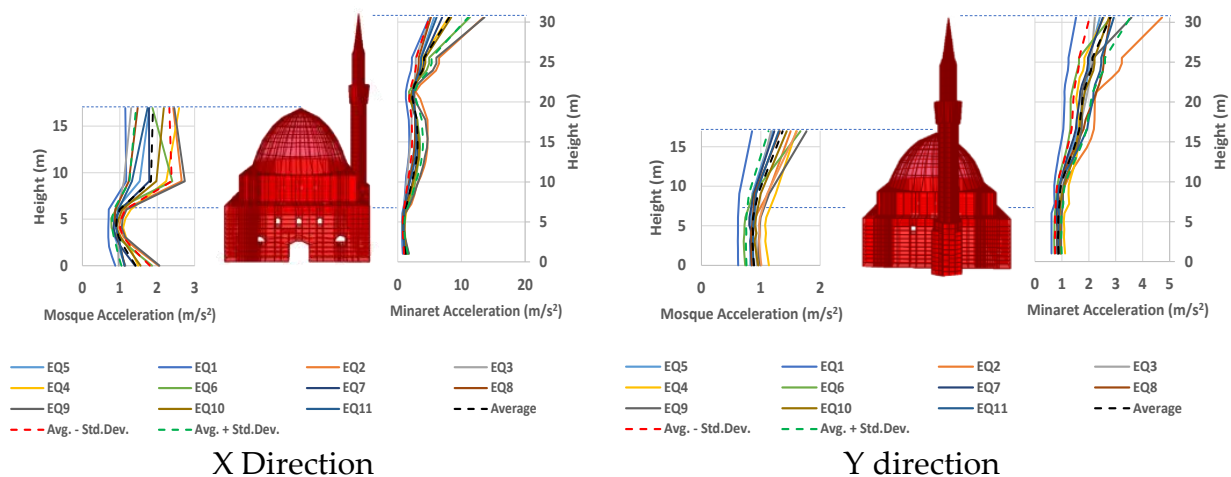 15
10
5
0
Height (m)
0 1 2 3
Mosque Acceleration (m/s²)
30
25
20
15
10
5
0
Height (m)
0 10 20
Minaret Acceleration (m/s²)
EQ5 EQ1 EQ2 EQ3
EQ4 EQ6 EQ7 EQ8
EQ9 EQ10 EQ11 Average
Avg. - Std.Dev. Avg. + Std.Dev.
X Direction
15
10
5
0
Height (m)
0 1 2
Mosque Acceleration (m/s²)
30
25
20
15
10
5
0
Height (m)
0 1 2 3 4 5
Minaret Acceleration (m/s²)
EQ5 EQ1 EQ2 EQ3
EQ4 EQ6 EQ7 EQ8
EQ9 EQ10 EQ11 Average
Avg. - Std.Dev. Avg. + Std.Dev.
Y direction